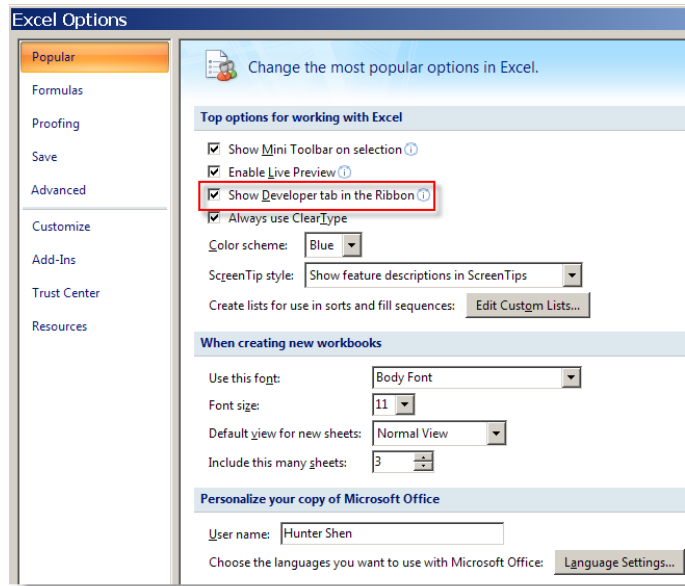 Excel Options
Popular
Formulas
Proofing
Save
Advanced
Customize
Add-Ins
Trust Center
Resources
Change the most popular options in Excel.
Top options for working with Excel
Show Mini Toolbar on selection
Enable Live Preview
Show Developer tab in the Ribbon
Always use ClearType
Color scheme: Blue
ScreenTip style: Show feature descriptions in ScreenTips
Create lists for use in sorts and fill sequences: Edit Custom Lists...
When creating new workbooks
Use this font: Body Font
Font size: 11
Default view for new sheets: Normal View
Include this many sheets: 3
Personalize your copy of Microsoft Office
User name: Hunter Shen
Choose the languages you want to use with Microsoft Office: Language Settings...